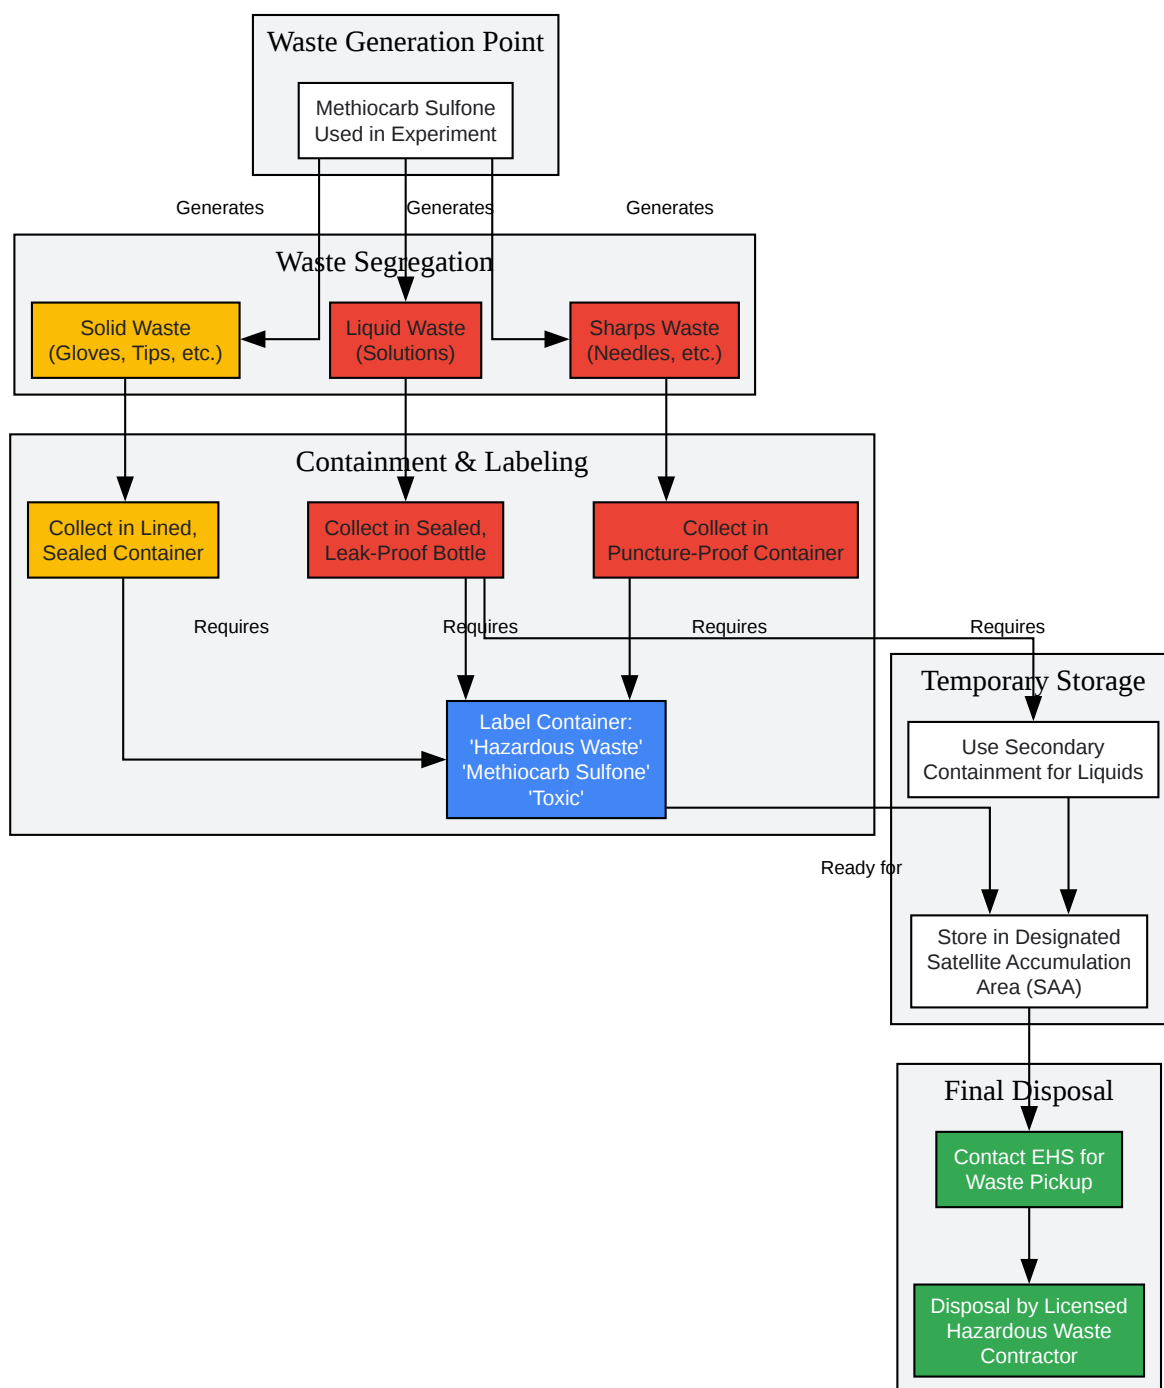 Waste Generation Point
Methiocarb Sulfone
Used in Experiment
Generates
Generates
Generates
Waste Segregation
Solid Waste
(Gloves, Tips, etc.)
Liquid Waste
(Solutions)
Sharps Waste
(Needles, etc.)
Containment & Labeling
Collect in Lined,
Sealed Container
Collect in Sealed,
Leak-Proof Bottle
Collect in
Puncture-Proof Container
Requires
Requires
Requires
Requires
Temporary Storage
Label Container:
'Hazardous Waste'
'Methiocarb Sulfone'
'Toxic'
Use Secondary
Containment for Liquids
Ready for
Store in Designated
Satellite Accumulation
Area (SAA)
Final Disposal
Contact EHS for
Waste Pickup
Disposal by Licensed
Hazardous Waste
Contractor